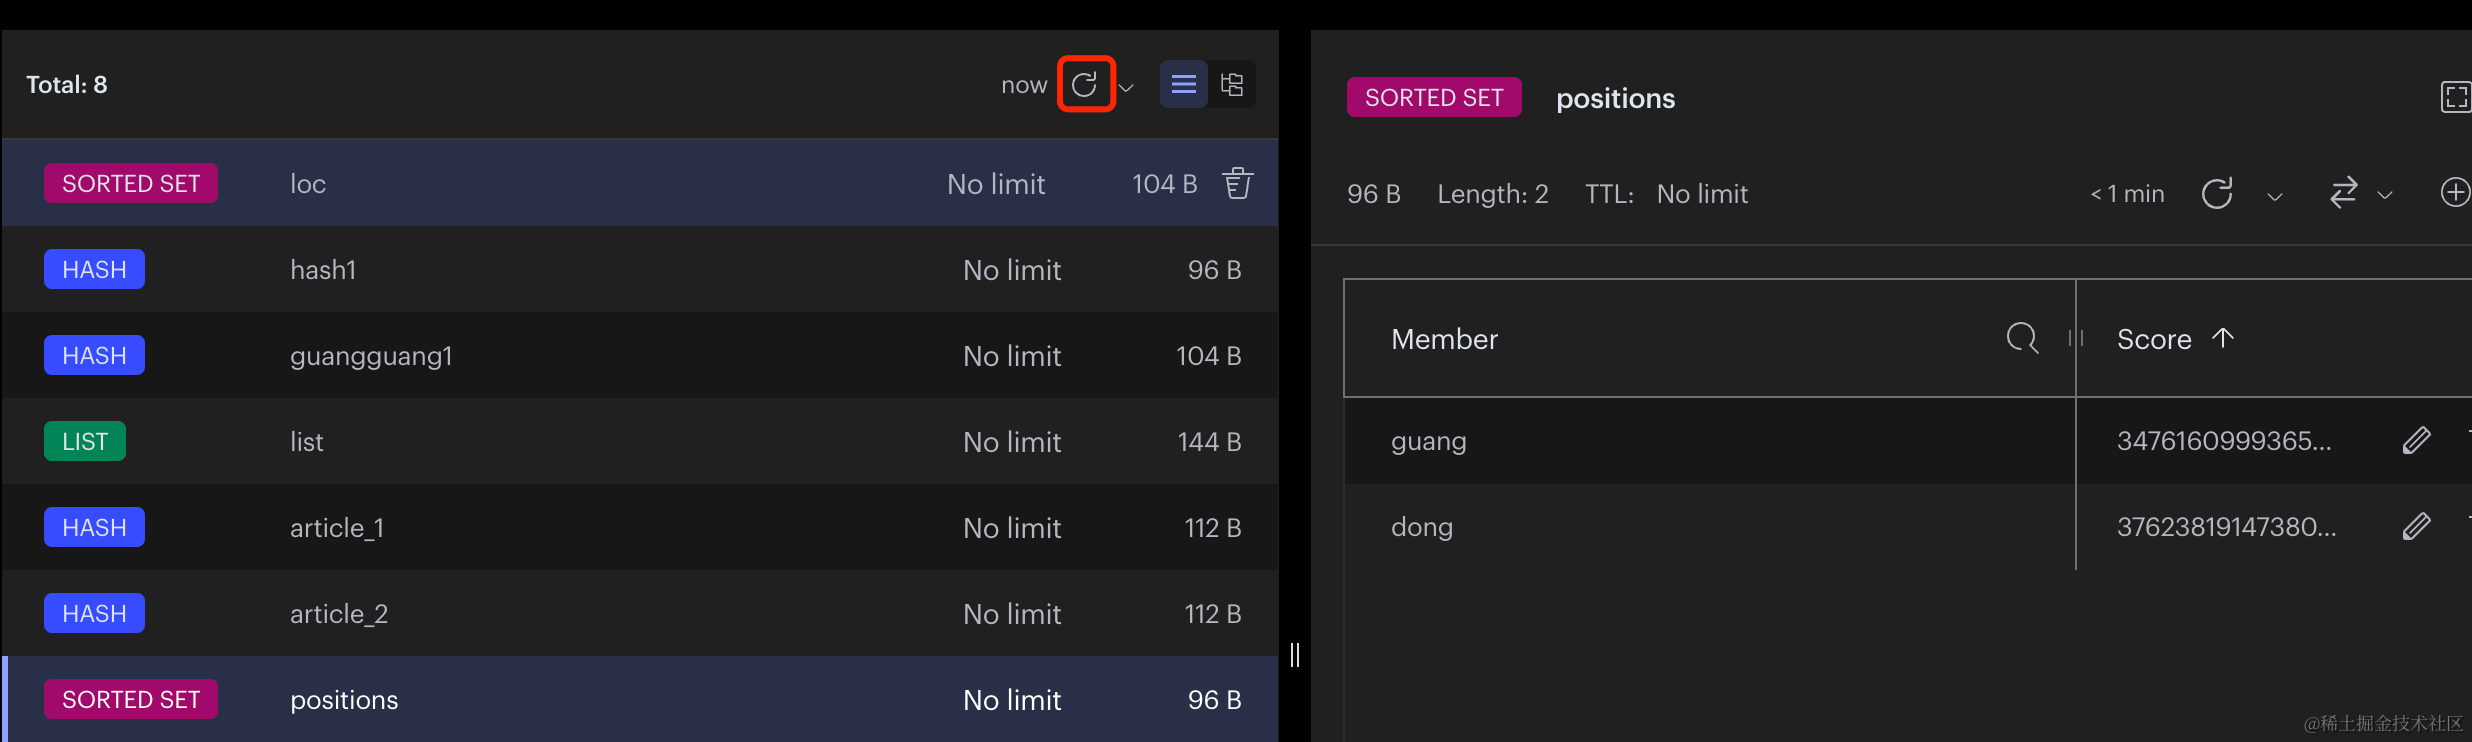 Total: 8
now
SORTED SET loc No limit 104 B
HASH hash1 No limit 96 B
HASH guangguang1 No limit 104 B
LIST list No limit 144 B
HASH article_1 No limit 112 B
HASH article_2 No limit 112 B
SORTED SET positions No limit 96 B
SORTED SET positions
96 B Length: 2 TTL: No limit < 1 min
Member Score
guang 3476160999365...
dong 37623819147380...
@稀土掘金技术社区